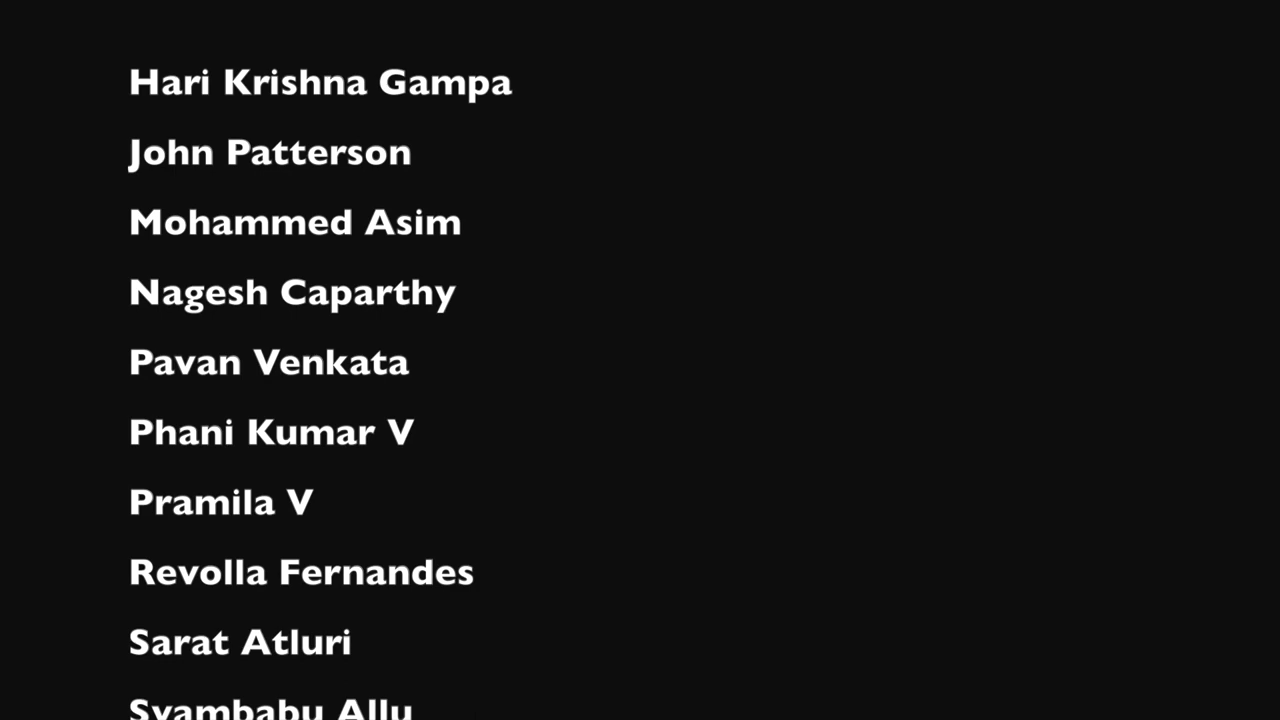 Hari Krishna Gampa
John Patterson
Mohammed Asim
Nagesh Caparthy
Pavan Venkata
Phani Kumar V
Pramila V
Revolla Fernandes
Sarat Atluri
Syambabu Allu